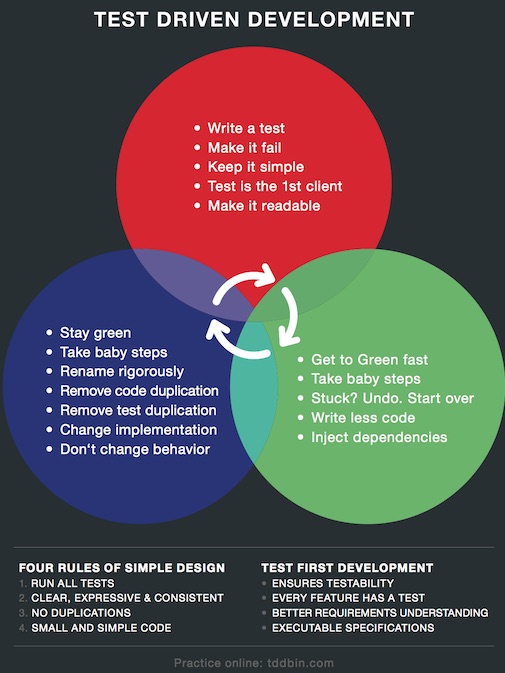 TEST DRIVEN DEVELOPMENT
• Write a test
• Make it fail
• Keep it simple
• Test is the 1st client
• Make it readable
• Stay green
• Take baby steps
• Rename rigorously
• Remove code duplication
• Remove test duplication
• Change implementation
• Don‘t change behavior
• Get to Green fast
• Take baby steps
• Stuck? Undo. Start over
• Write less code
• Inject dependencies
FOUR RULES OF SIMPLE DESIGN
1. RUN ALL TESTS
2. CLEAR, EXPRESSIVE & CONSISTENT
3. NO DUPLICATIONS
4. SMALL AND SIMPLE CODE
TEST FIRST DEVELOPMENT
• ENSURES TESTABILITY
• EVERY FEATURE HAS A TEST
• BETTER REQUIREMENTS UNDERSTANDING
• EXECUTABLE SPECIFICATIONS
Practice online: tddbin.com